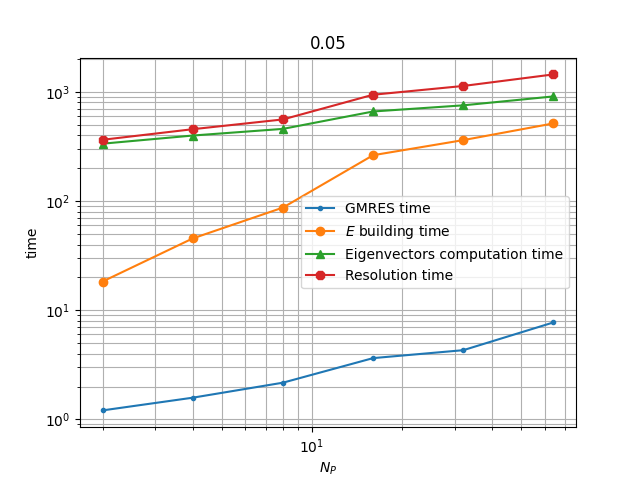 0.05
time
10³
10²
10¹
10⁰
GMRES time
E building time
Eigenvectors computation time
Resolution time
10¹
N_P